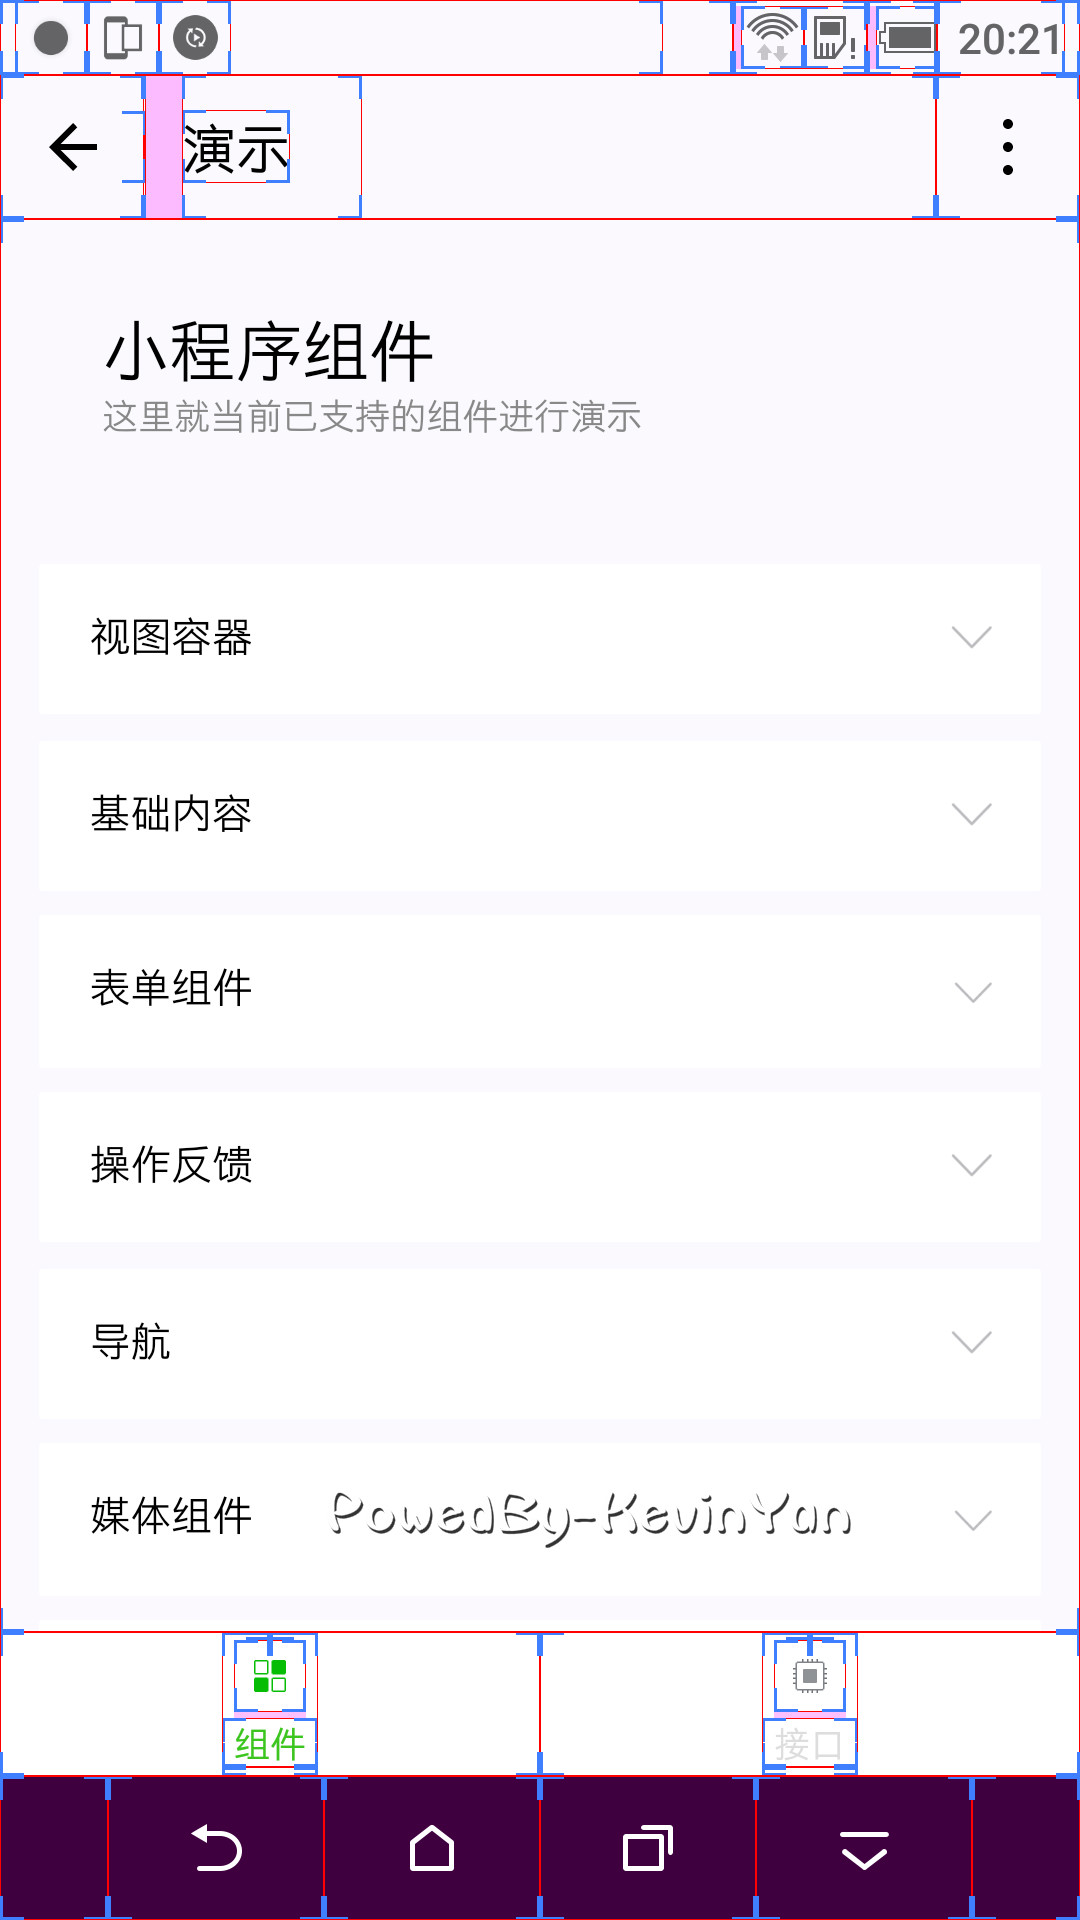 20:21
演示
小程序组件
这里就当前已支持的组件进行演示
视图容器
基础内容
表单组件
操作反馈
导航
媒体组件
PowedBy-KevinYan
组件
接口